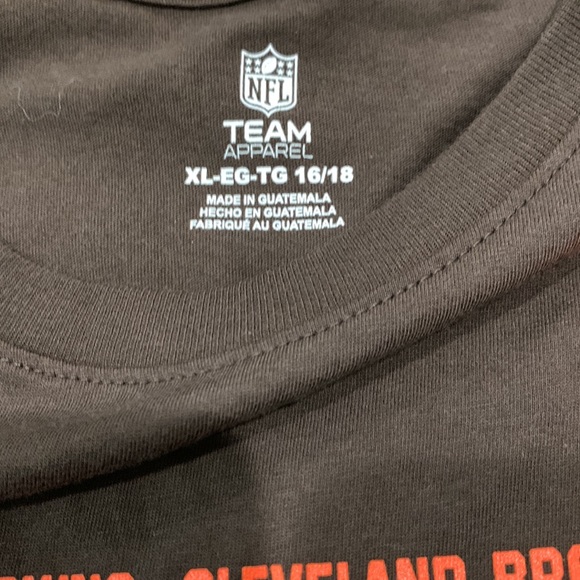 NFL
TEAM
APPAREL
XL-EG-TG 16/18
MADE IN GUATEMALA
HECHO EN GUATEMALA
FABRIQUÉ AU GUATEMALA
CLEVELAND